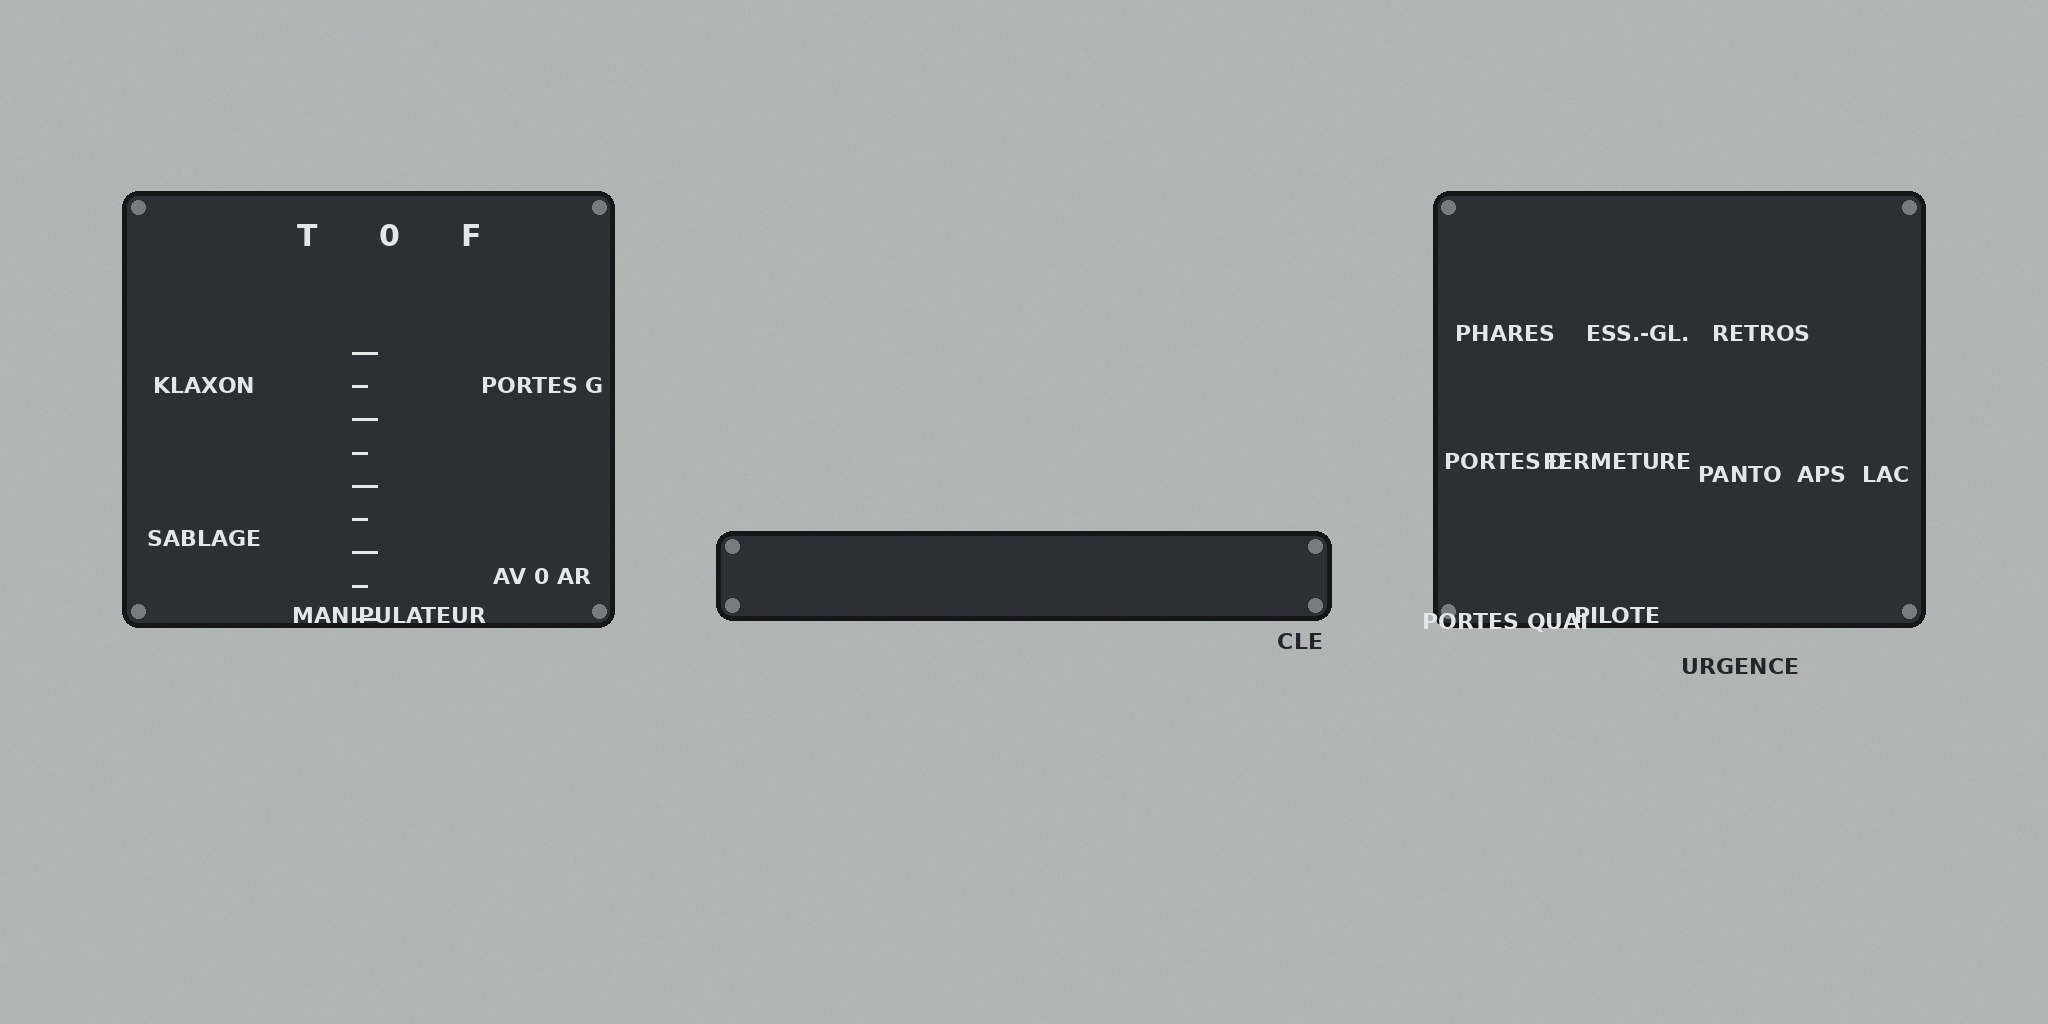 T 0 F
KLAXON
PORTES G
SABLAGE
AV 0 AR
MANIPULATEUR
CLE
PHARES ESS.-GL. RETROS
PORTES D FERMETURE
PANTO APS LAC
PORTES QUAI
PILOTE
URGENCE